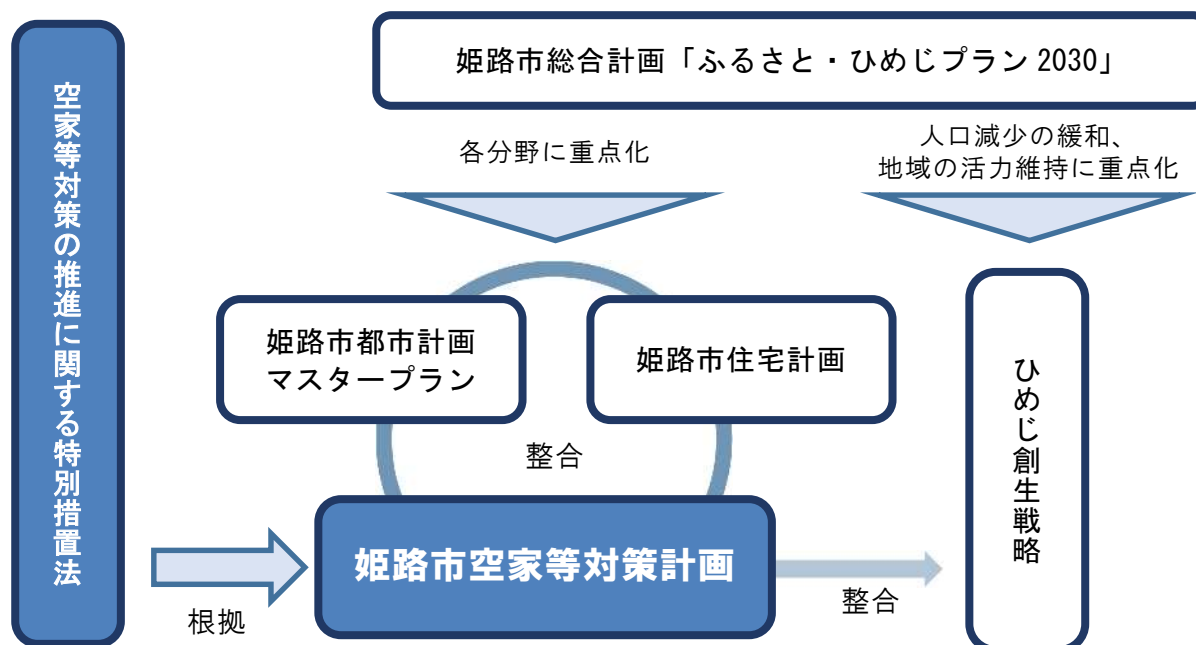 空家等対策の推進に関する特別措置法
姫路市総合計画「ふるさと・ひめじプラン 2030」
各分野に重点化
人口減少の緩和、
地域の活力維持に重点化
姫路市都市計画
マスタープラン
姫路市住宅計画
整合
ひめじ創生戦略
姫路市空家等対策計画
根拠
整合